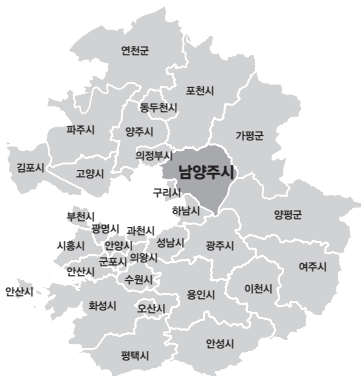 연천군
포천시
동두천시
파주시
양주시
가평군
의정부시
김포시
고양시
남양주시
구리시
하남시
양평군
부천시
광명시
과천시
시흥시
안양시
성남시
광주시
군포시
의왕시
여주시
안산시
수원시
안산시
용인시
이천시
화성시
오산시
안성시
평택시